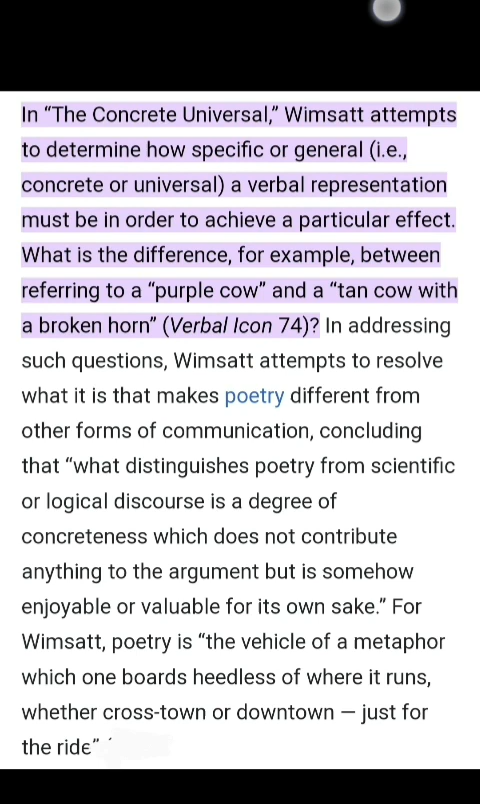 In “The Concrete Universal,” Wimsatt attempts
to determine how specific or general (i.e.,
concrete or universal) a verbal representation
must be in order to achieve a particular effect.
What is the difference, for example, between
referring to a “purple cow” and a “tan cow with
a broken horn” (Verbal Icon 74)? In addressing
such questions, Wimsatt attempts to resolve
what it is that makes poetry different from
other forms of communication, concluding
that “what distinguishes poetry from scientific
or logical discourse is a degree of
concreteness which does not contribute
anything to the argument but is somehow
enjoyable or valuable for its own sake.” For
Wimsatt, poetry is “the vehicle of a metaphor
which one boards heedless of where it runs,
whether cross-town or downtown — just for
the ride”